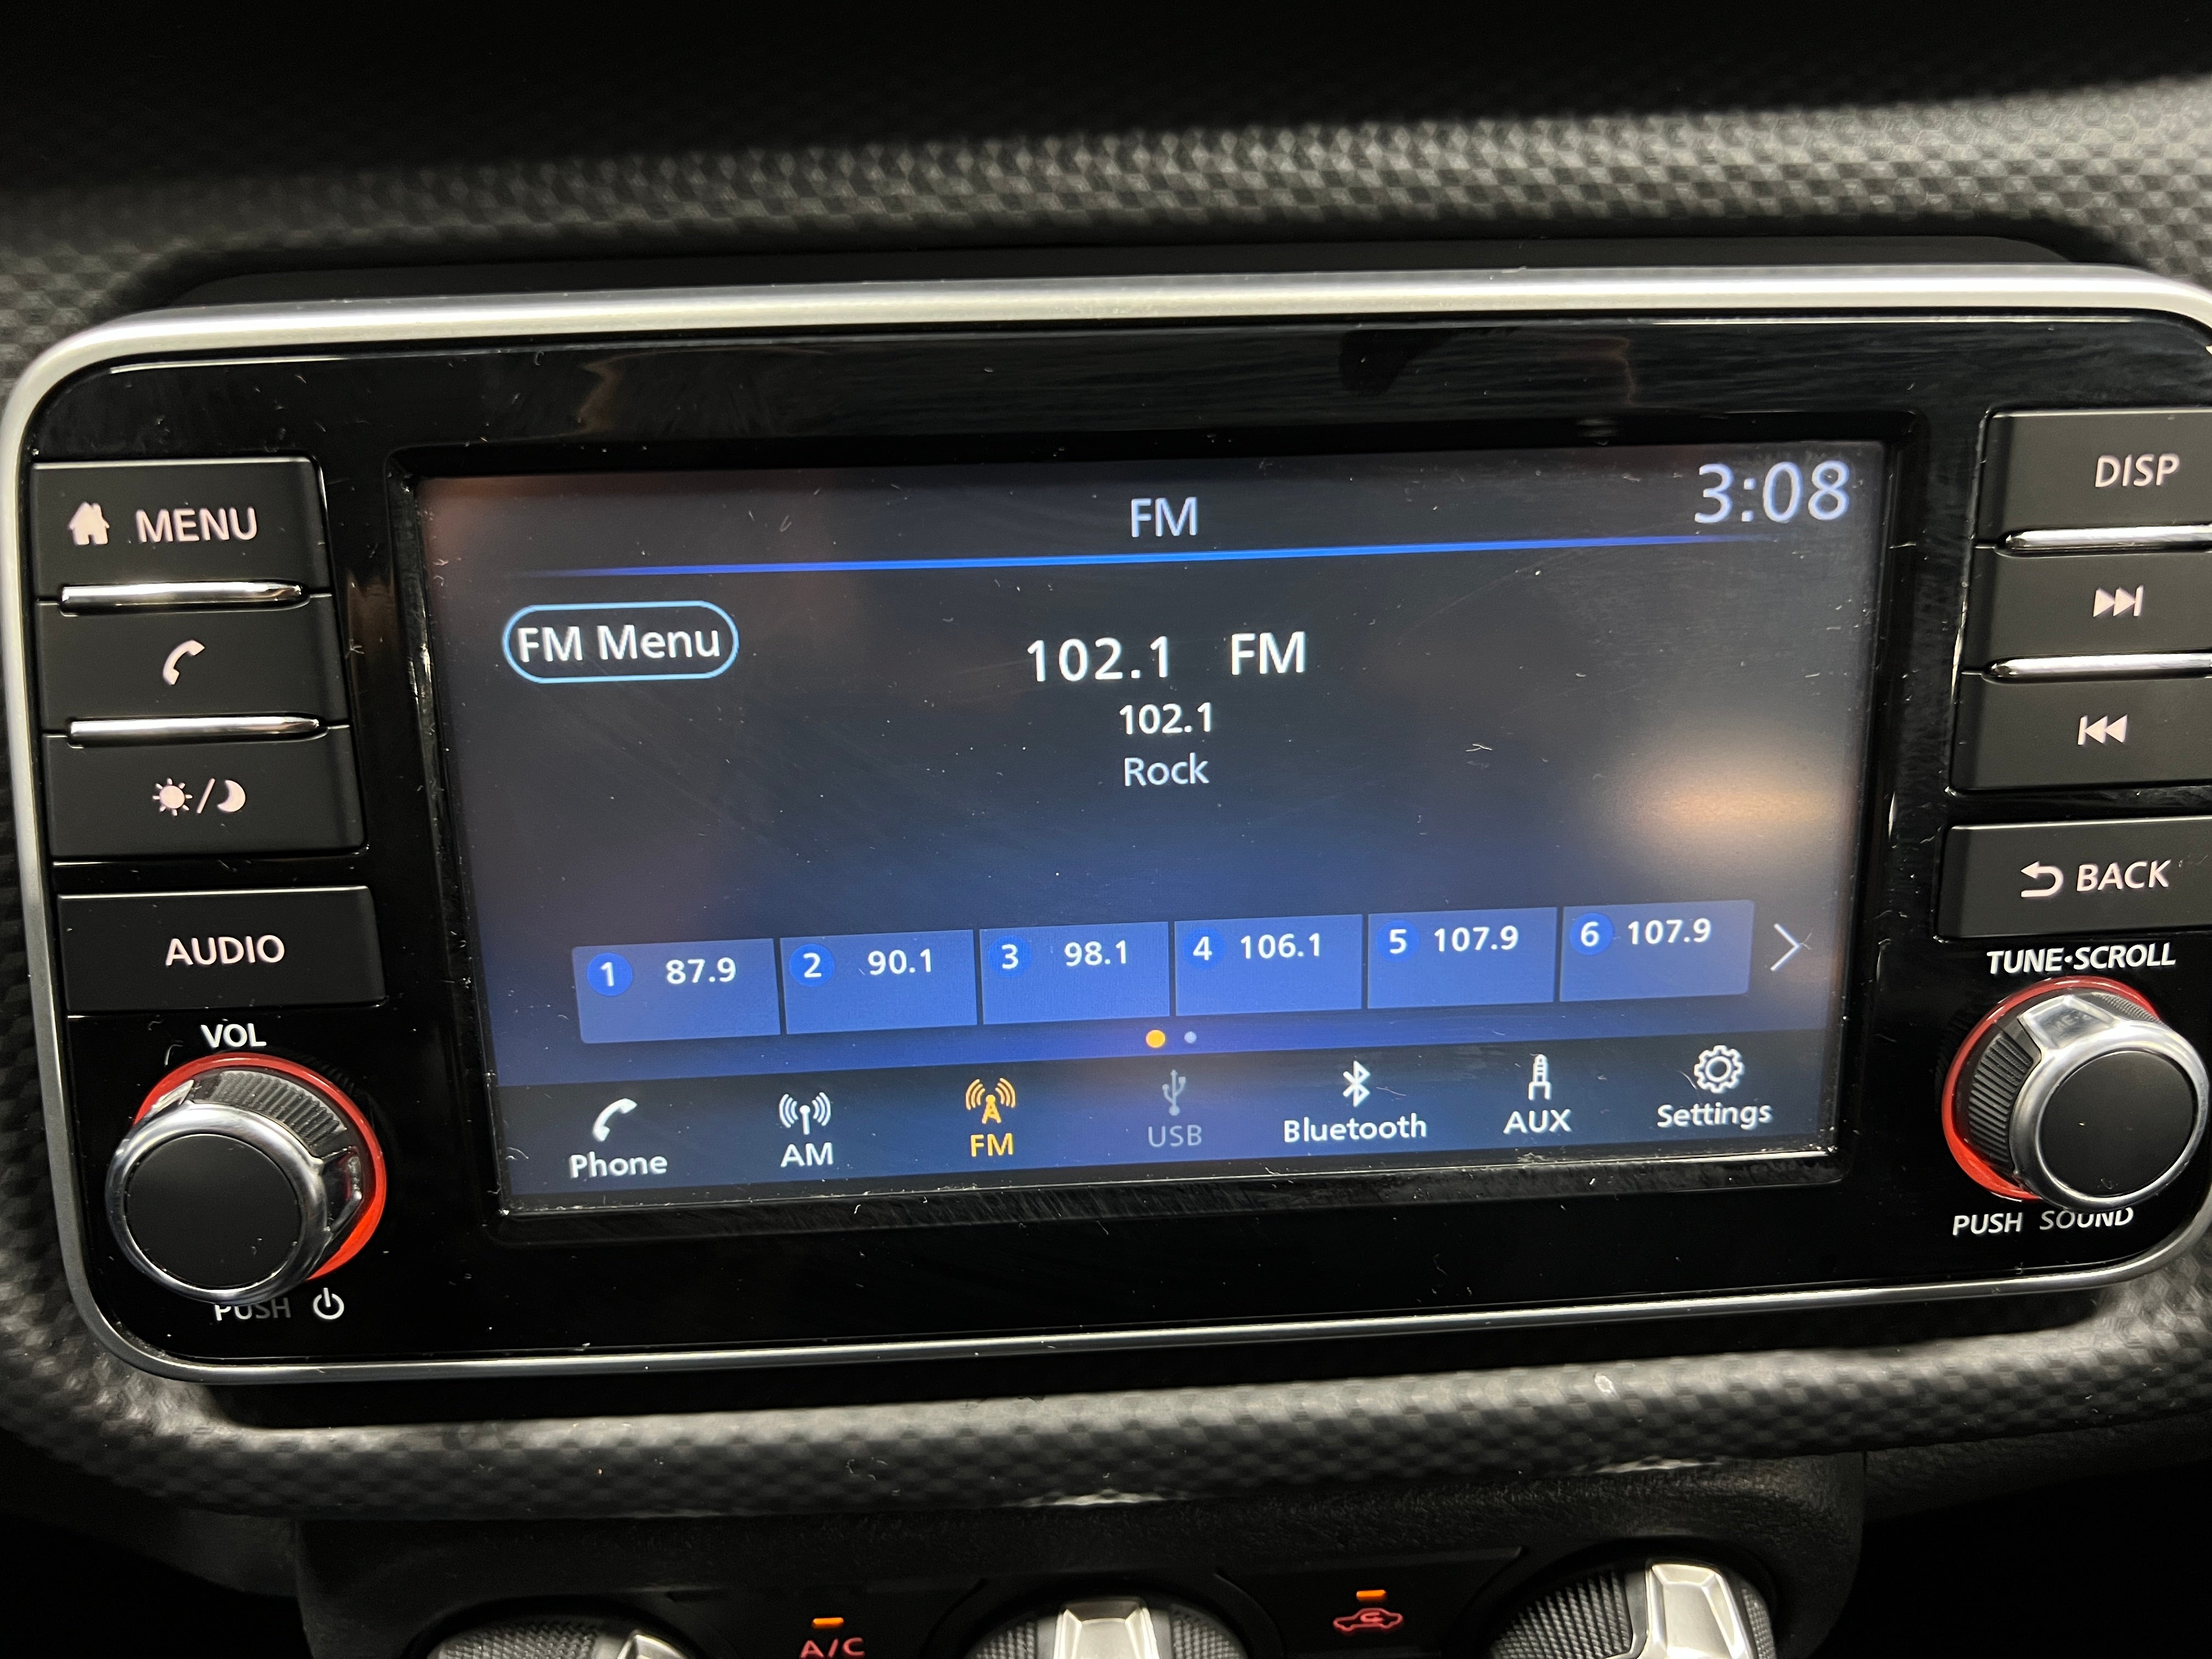 MENU
AUDIO
VOL
PUSH
FM
3:08
FM Menu
102.1 FM
102.1
Rock
1 87.9
2 90.1
3 98.1
4 106.1
5 107.9
6 107.9
Phone
AM
FM
USB
Bluetooth
AUX
Settings
DISP
BACK
TUNE·SCROLL
PUSH SOUND
A/C